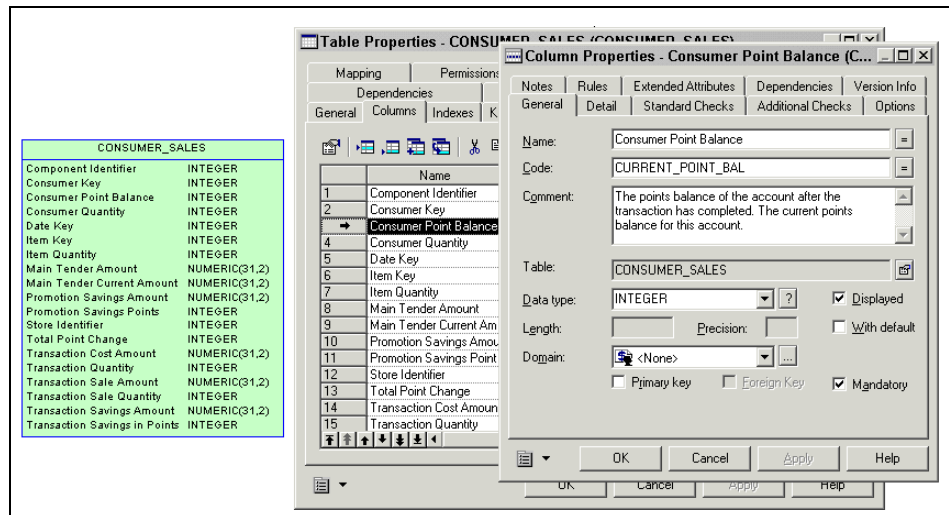 CONSUMER_SALES
Component Identifier INTEGER
Consumer Key INTEGER
Consumer Point Balance INTEGER
Consumer Quantity INTEGER
Date Key INTEGER
Item Key INTEGER
Item Quantity INTEGER
Main Tender Amount NUMERIC(31,2)
Main Tender Current Amount NUMERIC(31,2)
Promotion Savings Amount NUMERIC(31,2)
Promotion Savings Points INTEGER
Store Identifier INTEGER
Total Point Change INTEGER
Transaction Cost Amount NUMERIC(31,2)
Transaction Quantity INTEGER
Transaction Sale Amount NUMERIC(31,2)
Transaction Sale Quantity INTEGER
Transaction Savings Amount NUMERIC(31,2)
Transaction Savings in Points INTEGER
Table Properties - CONSUMER_SALES (CONSUMER_SALES)
Mapping Permissions
Dependencies
General Columns Indexes K
Name
1 Component Identifier
2 Consumer Key
Consumer Point Balance
4 Consumer Quantity
5 Date Key
6 Item Key
7 Item Quantity
8 Main Tender Amount
9 Main Tender Current Am
10 Promotion Savings Amou
11 Promotion Savings Point
12 Store Identifier
13 Total Point Change
14 Transaction Cost Amoun
15 Transaction Quantity
OK Cancel Apply Help
Column Properties - Consumer Point Balance (C...
Notes Rules Extended Attributes Dependencies Version Info
General Detail Standard Checks Additional Checks Options
Name: Consumer Point Balance =
Code: CURRENT_POINT_BAL =
Comment: The points balance of the account after the
transaction has completed. The current points
balance for this account.
Table: CONSUMER_SALES
Data type: INTEGER ? Displayed
Length: Precision: With default
Domain: <None> ...
Primary key Foreign Key Mandatory
OK Cancel Apply Help